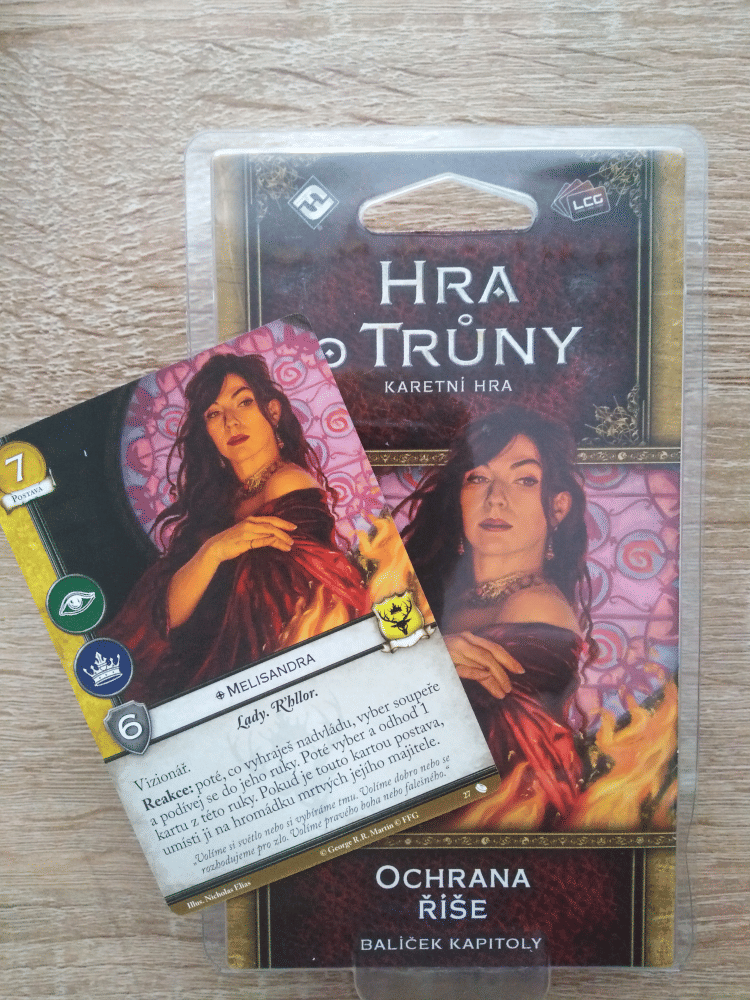 LCG
HRA
O TRŮNY
KARETNÍ HRA
7
POSTAVA
6
MELISANDRA
Lady. R'hllor.
Vizionář.
Reakce: poté, co vyhraješ nadvládu, vyber soupeře
a podívej se do jeho ruky. Poté vyber a odhoď 1
kartu z této ruky. Pokud je touto kartou postava,
umísti ji na hromádku mrtvých jejího majitele.
„Volíme si světlo nebo si vybíráme tmu. Volíme dobro nebo se
rozhodujeme pro zlo. Volíme pravého boha nebo falešného.“
Illus. Nicholas Elias
© George R.R. Martin © FFG
27
OCHRANA
ŘÍŠE
BALÍČEK KAPITOLY